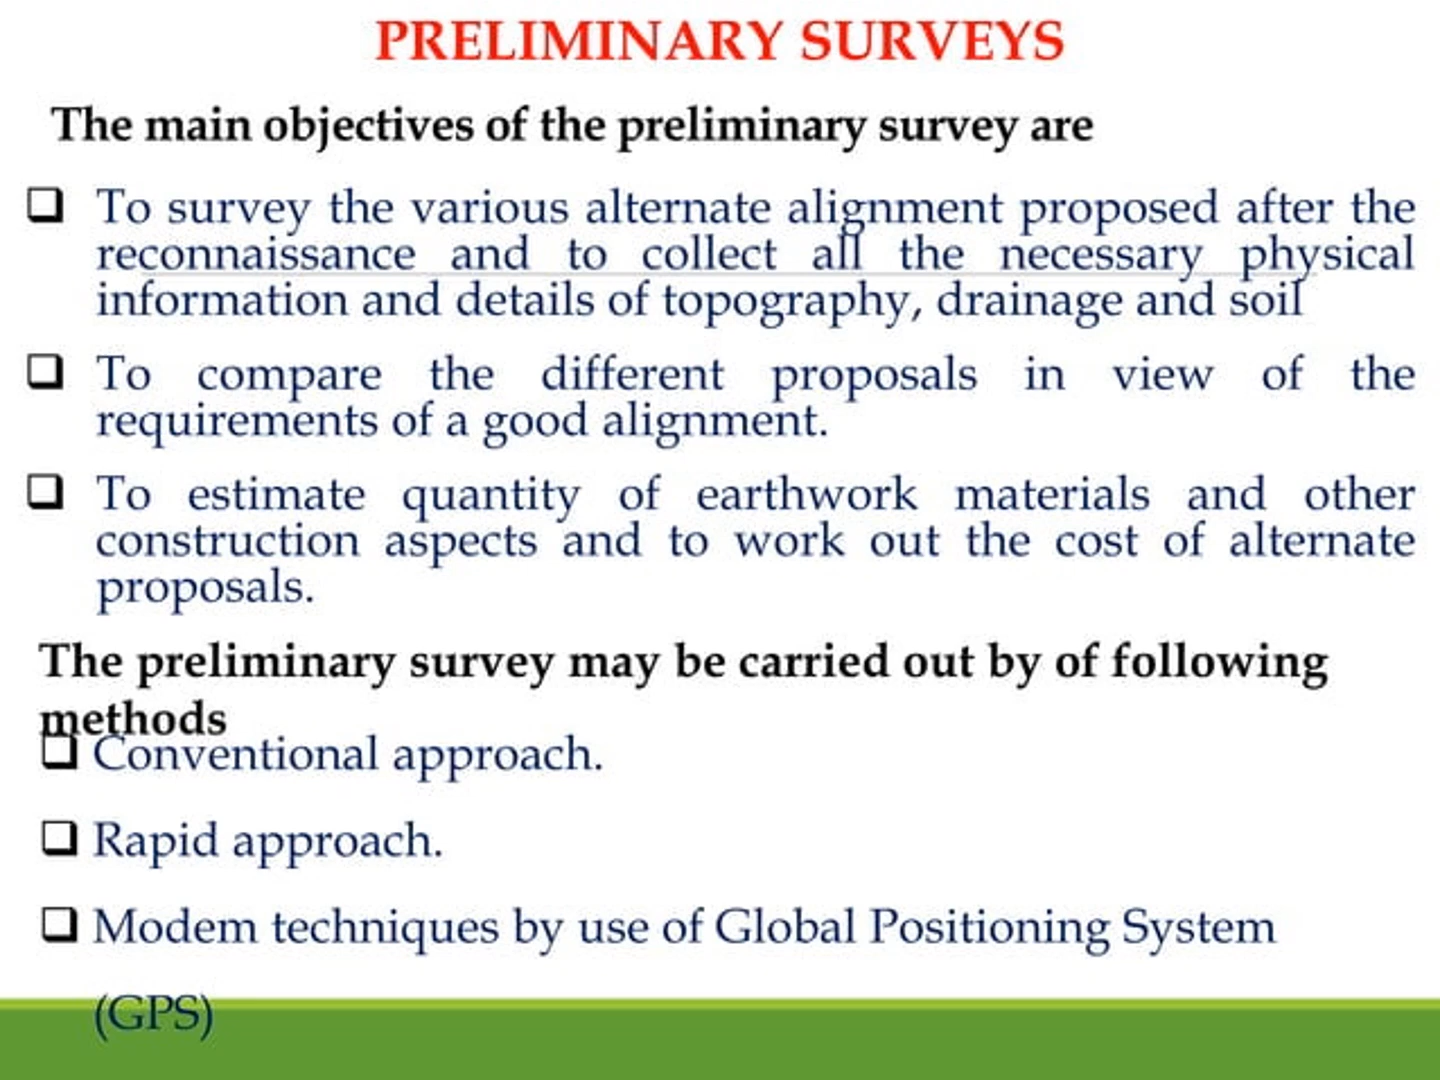 PRELIMINARY SURVEYS
The main objectives of the preliminary survey are
❑ To survey the various alternate alignment proposed after the
reconnaissance and to collect all the necessary physical
information and details of topography, drainage and soil
❑ To compare the different proposals in view of the
requirements of a good alignment.
❑ To estimate quantity of earthwork materials and other
construction aspects and to work out the cost of alternate
proposals.
The preliminary survey may be carried out by of following
methods
❑ Conventional approach.
❑ Rapid approach.
❑ Modem techniques by use of Global Positioning System
(GPS)